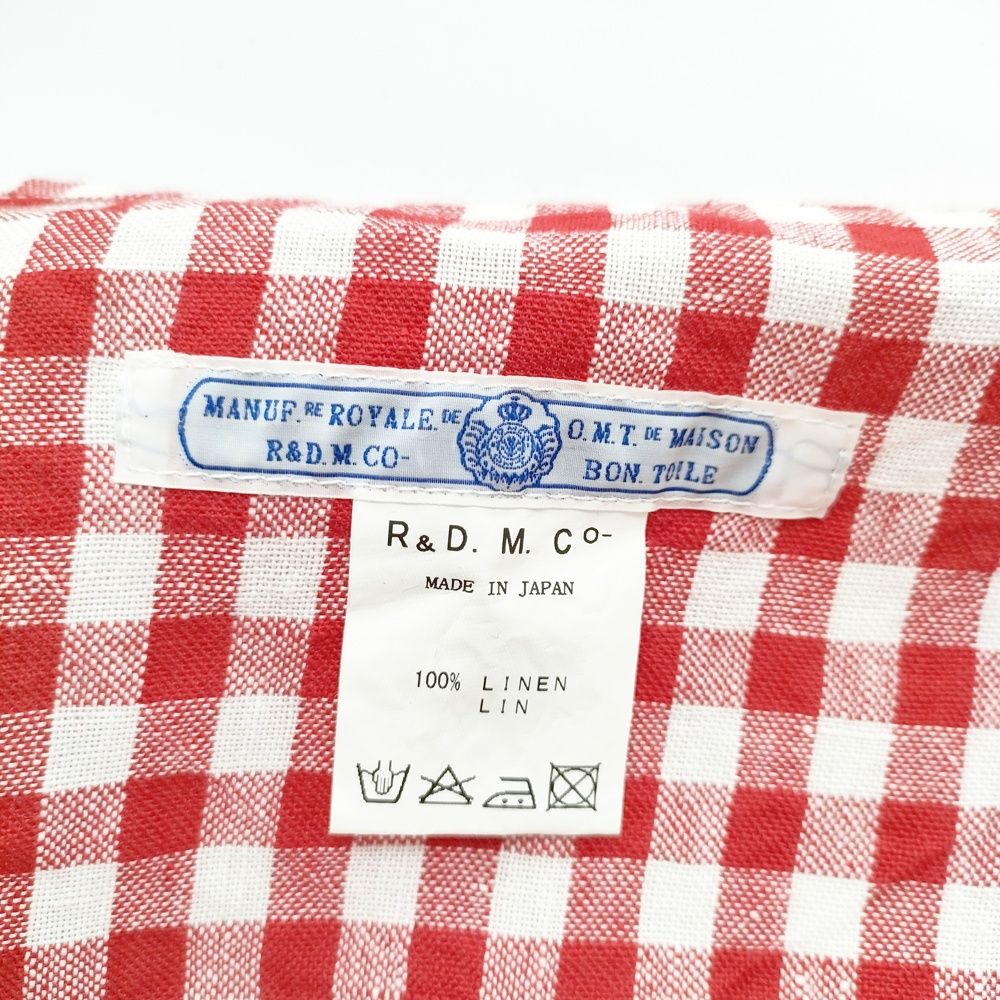 MANUF.RE ROYALE.DE O.M.T. DE MAISON
R&D.M.CO- BON. TOILE
R&D. M. Co-
MADE IN JAPAN
100% LINEN
LIN